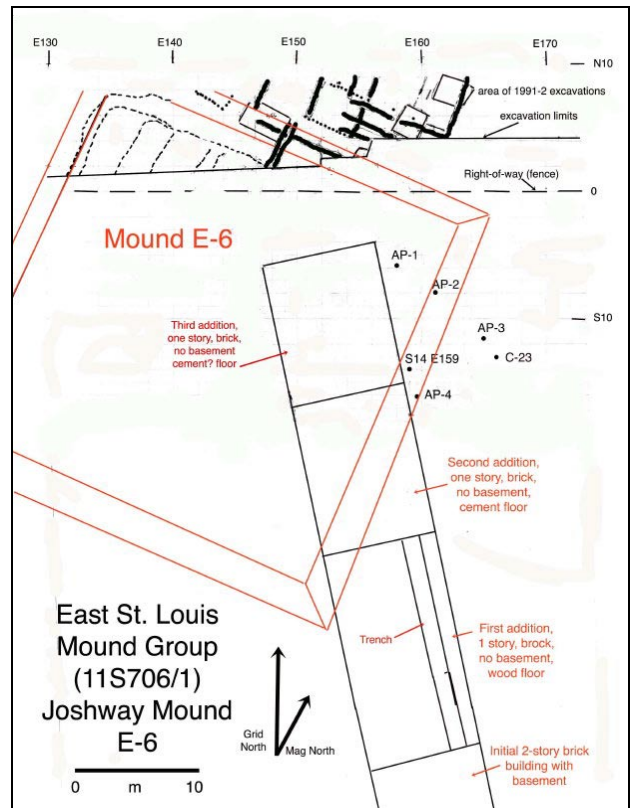 E130
E140
E150
E160
E170
N10
area of 1991-2 excavations
excavation limits
Right-of-way (fence)
0
Mound E-6
AP-1
AP-2
S10
AP-3
C-23
Third addition,
one story, brick,
no basement
cement? floor
S14 E159
AP-4
Second addition,
one story, brick,
no basement,
cement floor
East St. Louis
Mound Group
(11S706/1)
Joshway Mound
E-6
First addition,
1 story, brock,
no basement,
wood floor
Trench
Grid
North
Mag North
Initial 2-story brick
building with
basement
0 m 10